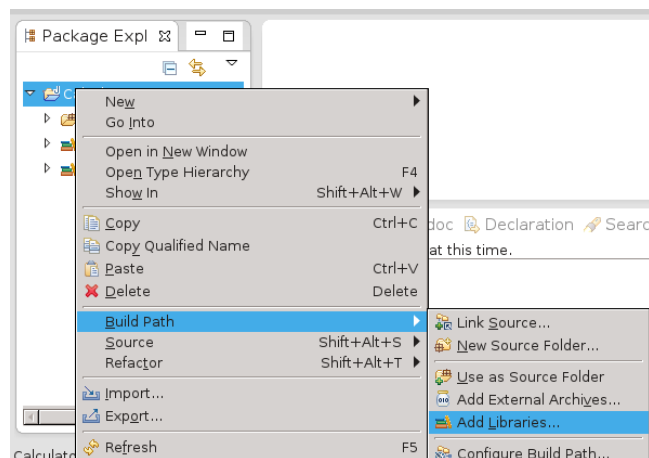 Package Expl
New
Go Into
Open in New Window
Open Type Hierarchy F4
Show In Shift+Alt+W
Copy Ctrl+C
Copy Qualified Name
Paste Ctrl+V
Delete Delete
Build Path
Source Shift+Alt+S
Refactor Shift+Alt+T
Import...
Export...
Refresh F5
doc Declaration Searc
at this time.
Link Source...
New Source Folder...
Use as Source Folder
Add External Archives...
Add Libraries...
Configure Build Path...
Calculato